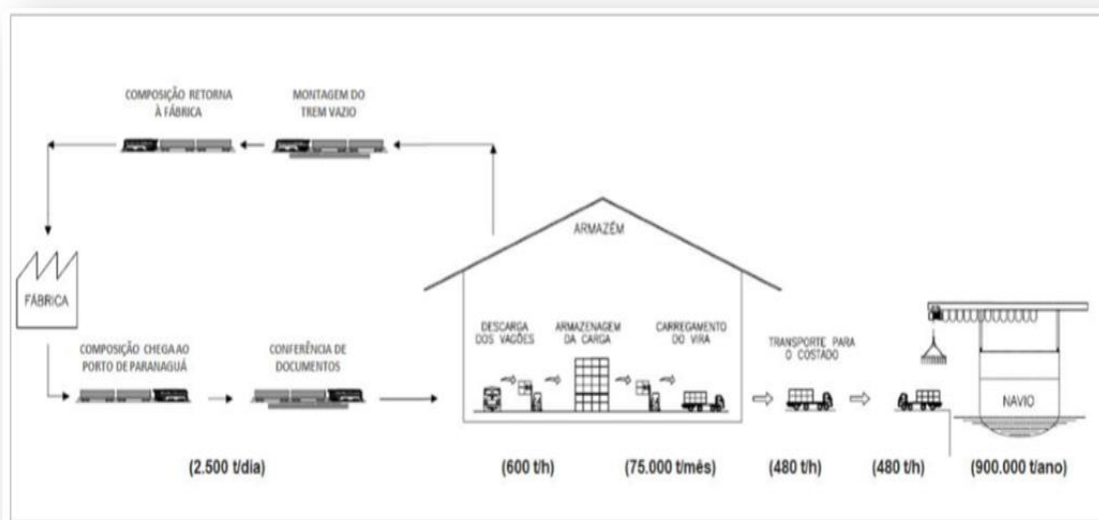 COMPOSIÇÃO RETORNA
À FÁBRICA
MONTAGEM DO
TREM VAZIO
ARMAZÉM
FÁBRICA
COMPOSIÇÃO CHEGA AO
PORTO DE PARANAGUÁ
CONFERÊNCIA DE
DOCUMENTOS
DESCARGA
DOS VAGÕES
ARMAZENAGEM
DA CARGA
CARREGAMENTO
DO VIRA
TRANSPORTE PARA
O COSTADO
NAVIO
(2.500 t/dia)
(600 t/h)
(75.000 t/mês)
(480 t/h)
(480 t/h)
(900.000 t/ano)